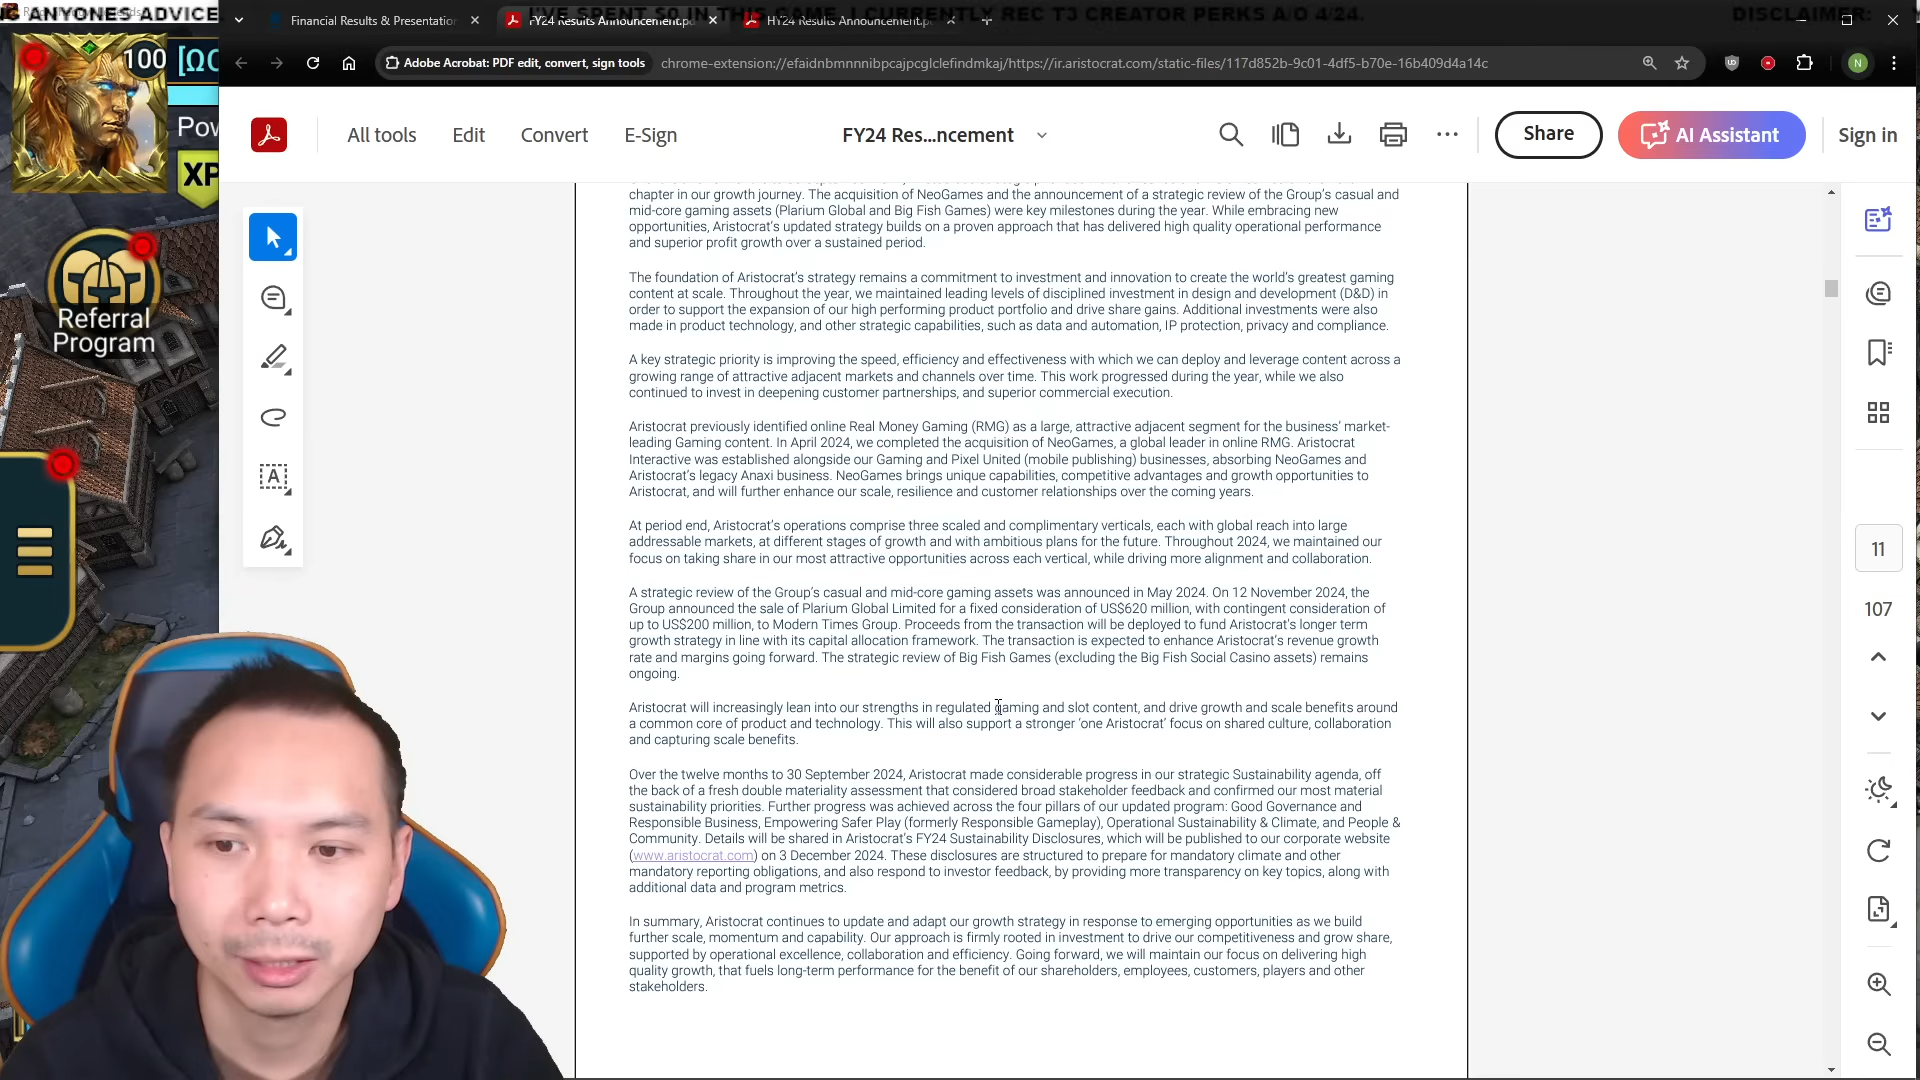 ANYONE'S ADVICE
I'VE SPENT $0 IN THIS GAME. I CURRENTLY REC T3 CREATOR PERKS A/O 4/24.
DISCLAIMER:
Financial Results & Presentation
FY24 Results Announcement.p
HY24 Results Announcement.p
Adobe Acrobat: PDF edit, convert, sign tools
chrome-extension://efaidnbmnnnibpcajpcglclefindmkaj/https://ir.aristocrat.com/static-files/117d852b-9c01-4df5-b70e-16b409d4a14c
N
100
Pow
XP
Referral
Program
All tools
Edit
Convert
E-Sign
FY24 Res...ncement
Share
AI Assistant
Sign in
chapter in our growth journey. The acquisition of NeoGames and the announcement of a strategic review of the Group's casual and
mid-core gaming assets (Plarium Global and Big Fish Games) were key milestones during the year. While embracing new
opportunities, Aristocrat's updated strategy builds on a proven approach that has delivered high quality operational performance
and superior profit growth over a sustained period.
The foundation of Aristocrat's strategy remains a commitment to investment and innovation to create the world's greatest gaming
content at scale. Throughout the year, we maintained leading levels of disciplined investment in design and development (D&D) in
order to support the expansion of our high performing product portfolio and drive share gains. Additional investments were also
made in product technology, and other strategic capabilities, such as data and automation, IP protection, privacy and compliance.
A key strategic priority is improving the speed, efficiency and effectiveness with which we can deploy and leverage content across a
growing range of attractive adjacent markets and channels over time. This work progressed during the year, while we also
continued to invest in deepening customer partnerships, and superior commercial execution.
Aristocrat previously identified online Real Money Gaming (RMG) as a large, attractive adjacent segment for the business' market-
leading Gaming content. In April 2024, we completed the acquisition of NeoGames, a global leader in online RMG. Aristocrat
Interactive was established alongside our Gaming and Pixel United (mobile publishing) businesses, absorbing NeoGames and
Aristocrat's legacy Anaxi business. NeoGames brings unique capabilities, competitive advantages and growth opportunities to
Aristocrat, and will further enhance our scale, resilience and customer relationships over the coming years.
At period end, Aristocrat's operations comprise three scaled and complimentary verticals, each with global reach into large
addressable markets, at different stages of growth and with ambitious plans for the future. Throughout 2024, we maintained our
focus on taking share in our most attractive opportunities across each vertical, while driving more alignment and collaboration.
A strategic review of the Group's casual and mid-core gaming assets was announced in May 2024. On 12 November 2024, the
Group announced the sale of Plarium Global Limited for a fixed consideration of US$620 million, with contingent consideration of
up to US$200 million, to Modern Times Group. Proceeds from the transaction will be deployed to fund Aristocrat's longer term
growth strategy in line with its capital allocation framework. The transaction is expected to enhance Aristocrat's revenue growth
rate and margins going forward. The strategic review of Big Fish Games (excluding the Big Fish Social Casino assets) remains
ongoing.
Aristocrat will increasingly lean into our strengths in regulated gaming and slot content, and drive growth and scale benefits around
a common core of product and technology. This will also support a stronger 'one Aristocrat' focus on shared culture, collaboration
and capturing scale benefits.
Over the twelve months to 30 September 2024, Aristocrat made considerable progress in our strategic Sustainability agenda, off
the back of a fresh double materiality assessment that considered broad stakeholder feedback and confirmed our most material
sustainability priorities. Further progress was achieved across the four pillars of our updated program: Good Governance and
Responsible Business, Empowering Safer Play (formerly Responsible Gameplay), Operational Sustainability & Climate, and People &
Community. Details will be shared in Aristocrat's FY24 Sustainability Disclosures, which will be published to our corporate website
(www.aristocrat.com) on 3 December 2024. These disclosures are structured to prepare for mandatory climate and other
mandatory reporting obligations, and also respond to investor feedback, by providing more transparency on key topics, along with
additional data and program metrics.
In summary, Aristocrat continues to update and adapt our growth strategy in response to emerging opportunities as we build
further scale, momentum and capability. Our approach is firmly rooted in investment to drive our competitiveness and grow share,
supported by operational excellence, collaboration and efficiency. Going forward, we will maintain our focus on delivering high
quality growth, that fuels long-term performance for the benefit of our shareholders, employees, customers, players and other
stakeholders.
11
107